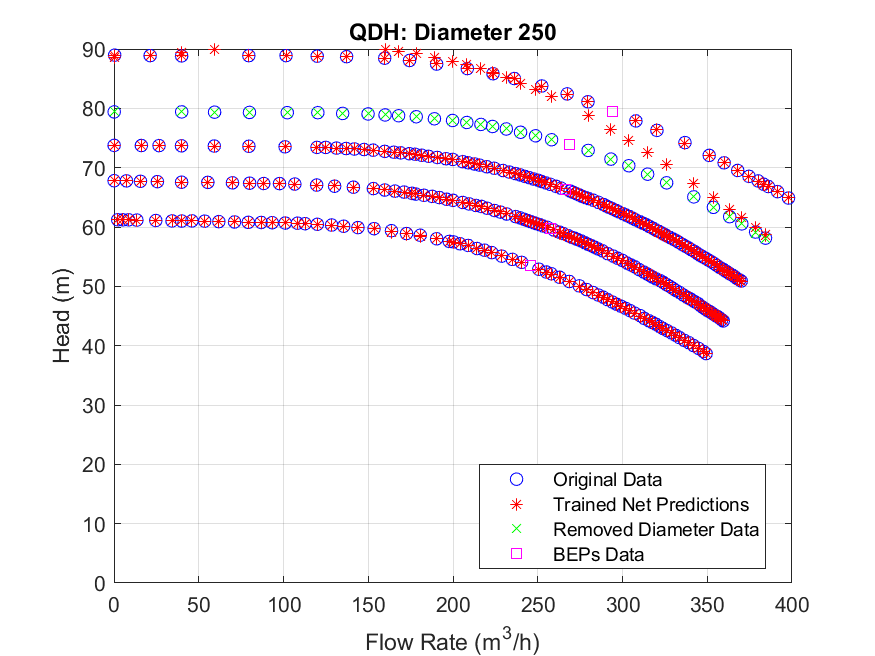 QDH: Diameter 250
90
80
70
60
50
40
30
20
10
0
Head (m)
0 50 100 150 200 250 300 350 400
Flow Rate (m³/h)
Original Data
Trained Net Predictions
Removed Diameter Data
BEPs Data